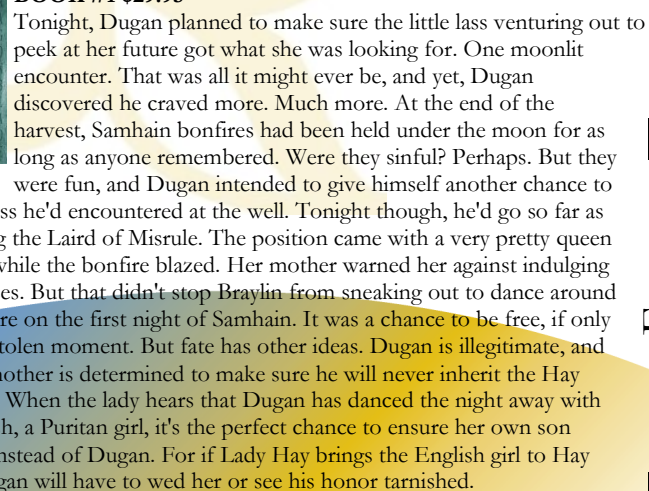 BOOK #1 $29.98
Tonight, Dugan planned to make sure the little lass venturing out to
peek at her future got what she was looking for. One moonlit
encounter. That was all it might ever be, and yet, Dugan
discovered he craved more. Much more. At the end of the
harvest, Samhain bonfires had been held under the moon for as
long as anyone remembered. Were they sinful? Perhaps. But they
were fun, and Dugan intended to give himself another chance to
ss he'd encountered at the well. Tonight though, he'd go so far as
g the Laird of Misrule. The position came with a very pretty queen
while the bonfire blazed. Her mother warned her against indulging
es. But that didn't stop Braylin from sneaking out to dance around
re on the first night of Samhain. It was a chance to be free, if only
tolen moment. But fate has other ideas. Dugan is illegitimate, and
nother is determined to make sure he will never inherit the Hay
When the lady hears that Dugan has danced the night away with
h, a Puritan girl, it's the perfect chance to ensure her own son
nstead of Dugan. For if Lady Hay brings the English girl to Hay
gan will have to wed her or see his honor tarnished.